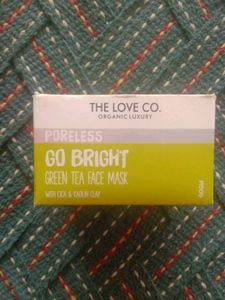 THE LOVE CO.
ORGANIC LUXURY
PORELESS
GO BRIGHT
GREEN TEA FACE MASK
WITH CICA & KAOLIN CLAY